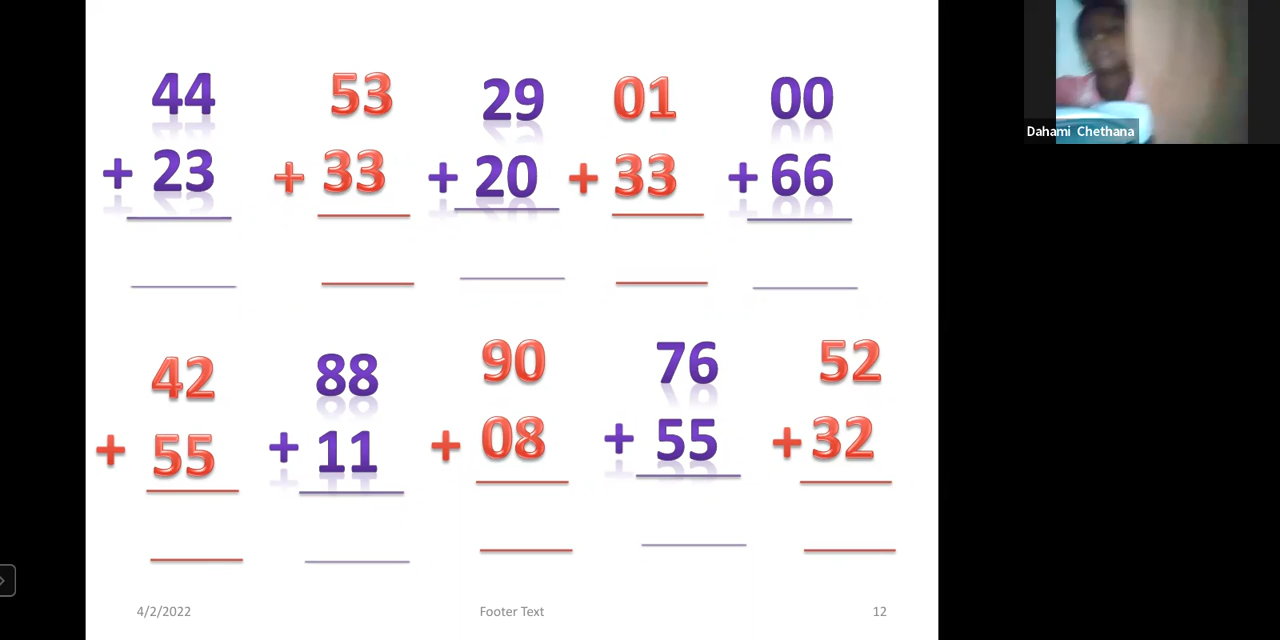 44 53 29 01 00
+ 23 + 33 + 20 + 33 + 66
42 88 90 76 52
+ 55 + 11 + 08 + 55 + 32
4/2/2022 Footer Text 12
Dahami Chethana